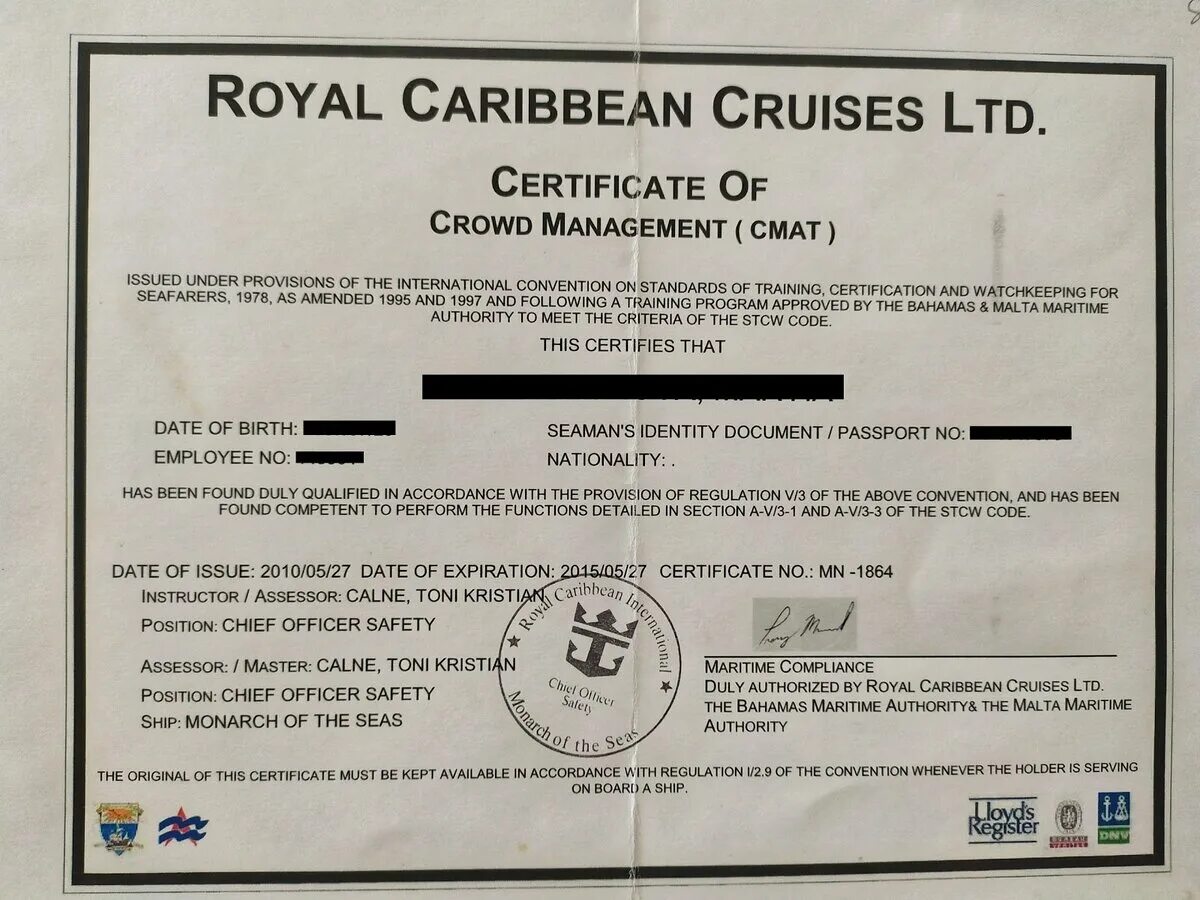 ROYAL CARIBBEAN CRUISES LTD.
CERTIFICATE OF
CROWD MANAGEMENT ( CMAT )
ISSUED UNDER PROVISIONS OF THE INTERNATIONAL CONVENTION ON STANDARDS OF TRAINING, CERTIFICATION AND WATCHKEEPING FOR
SEAFARERS, 1978, AS AMENDED 1995 AND 1997 AND FOLLOWING A TRAINING PROGRAM APPROVED BY THE BAHAMAS & MALTA MARITIME
AUTHORITY TO MEET THE CRITERIA OF THE STCW CODE.
THIS CERTIFIES THAT
DATE OF BIRTH:
SEAMAN'S IDENTITY DOCUMENT / PASSPORT NO:
EMPLOYEE NO:
NATIONALITY: .
HAS BEEN FOUND DULY QUALIFIED IN ACCORDANCE WITH THE PROVISION OF REGULATION V/3 OF THE ABOVE CONVENTION, AND HAS BEEN
FOUND COMPETENT TO PERFORM THE FUNCTIONS DETAILED IN SECTION A-V/3-1 AND A-V/3-3 OF THE STCW CODE.
DATE OF ISSUE: 2010/05/27 DATE OF EXPIRATION: 2015/05/27 CERTIFICATE NO.: MN -1864
INSTRUCTOR / ASSESSOR: CALNE, TONI KRISTIAN
POSITION: CHIEF OFFICER SAFETY
ASSESSOR: / MASTER: CALNE, TONI KRISTIAN
POSITION: CHIEF OFFICER SAFETY
SHIP: MONARCH OF THE SEAS
Royal Caribbean International
Chief Officer
Safety
Monarch of the Seas
MARITIME COMPLIANCE
DULY AUTHORIZED BY ROYAL CARIBBEAN CRUISES LTD.
THE BAHAMAS MARITIME AUTHORITY& THE MALTA MARITIME
AUTHORITY
THE ORIGINAL OF THIS CERTIFICATE MUST BE KEPT AVAILABLE IN ACCORDANCE WITH REGULATION I/2.9 OF THE CONVENTION WHENEVER THE HOLDER IS SERVING
ON BOARD A SHIP.
Lloyd's
Register
BUREAU
VERITAS
DNV